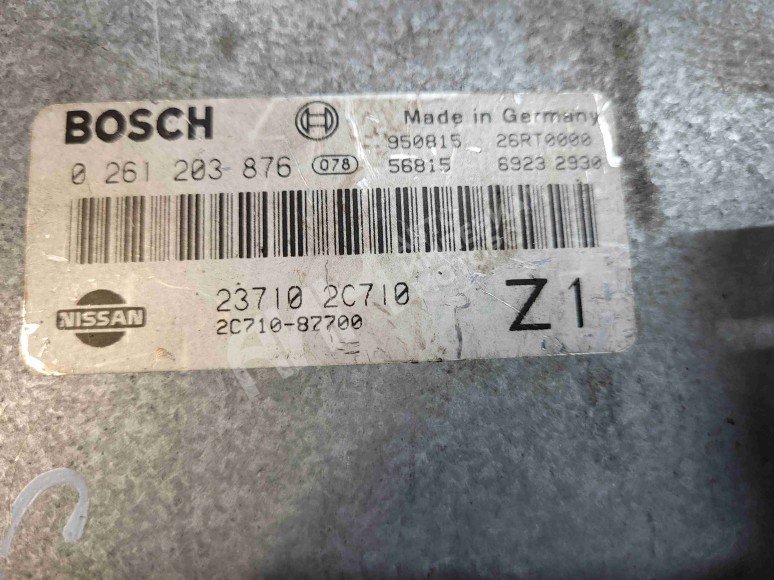 BOSCH
Made in Germany
950815 26RT0000
0 261 203-876 078 56815 6923 2930
23710 2C710
NISSAN
2C710-87700
Z1